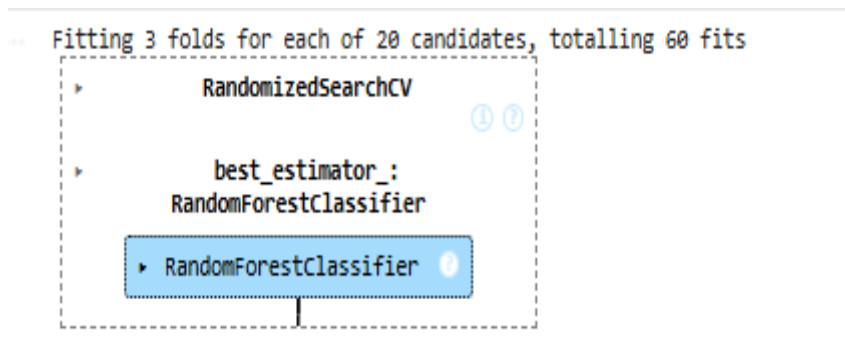 Fitting 3 folds for each of 20 candidates, totalling 60 fits
RandomizedSearchCV
i ?
best_estimator_:
RandomForestClassifier
RandomForestClassifier ?